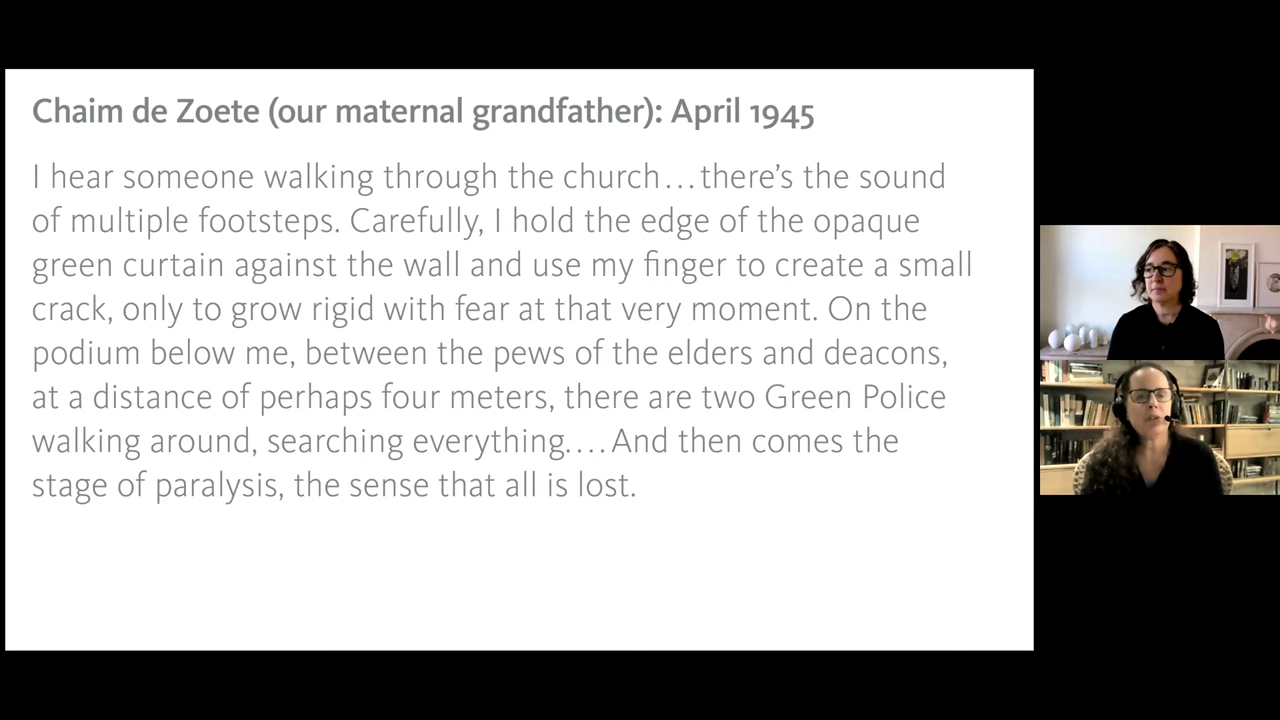 Chaim de Zoete (our maternal grandfather): April 1945
I hear someone walking through the church…there’s the sound
of multiple footsteps. Carefully, I hold the edge of the opaque
green curtain against the wall and use my finger to create a small
crack, only to grow rigid with fear at that very moment. On the
podium below me, between the pews of the elders and deacons,
at a distance of perhaps four meters, there are two Green Police
walking around, searching everything.…And then comes the
stage of paralysis, the sense that all is lost.